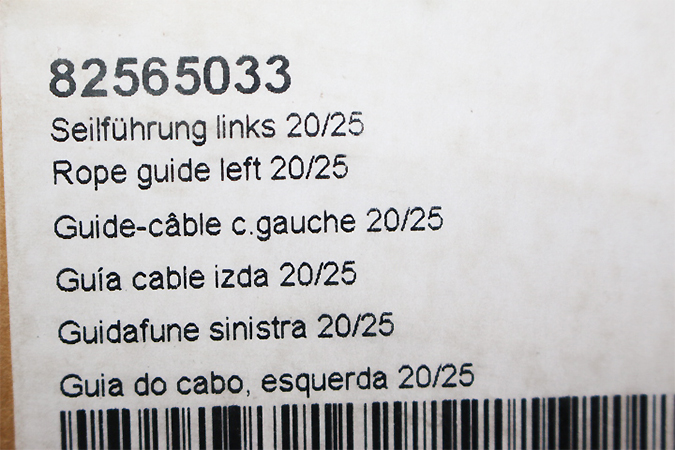 82565033
Seilführung links 20/25
Rope guide left 20/25
Guide-câble c.gauche 20/25
Guía cable izda 20/25
Guidafune sinistra 20/25
Guia do cabo, esquerda 20/25